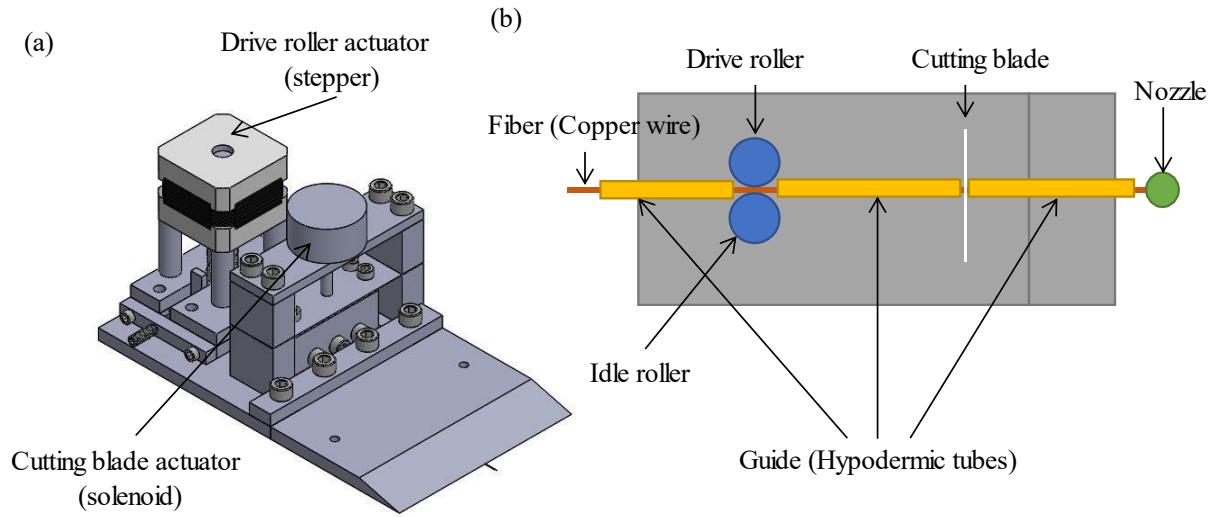 (a)
Drive roller actuator
(stepper)
Cutting blade actuator
(solenoid)
(b)
Drive roller
Cutting blade
Nozzle
Fiber (Copper wire)
Idle roller
Guide (Hypodermic tubes)